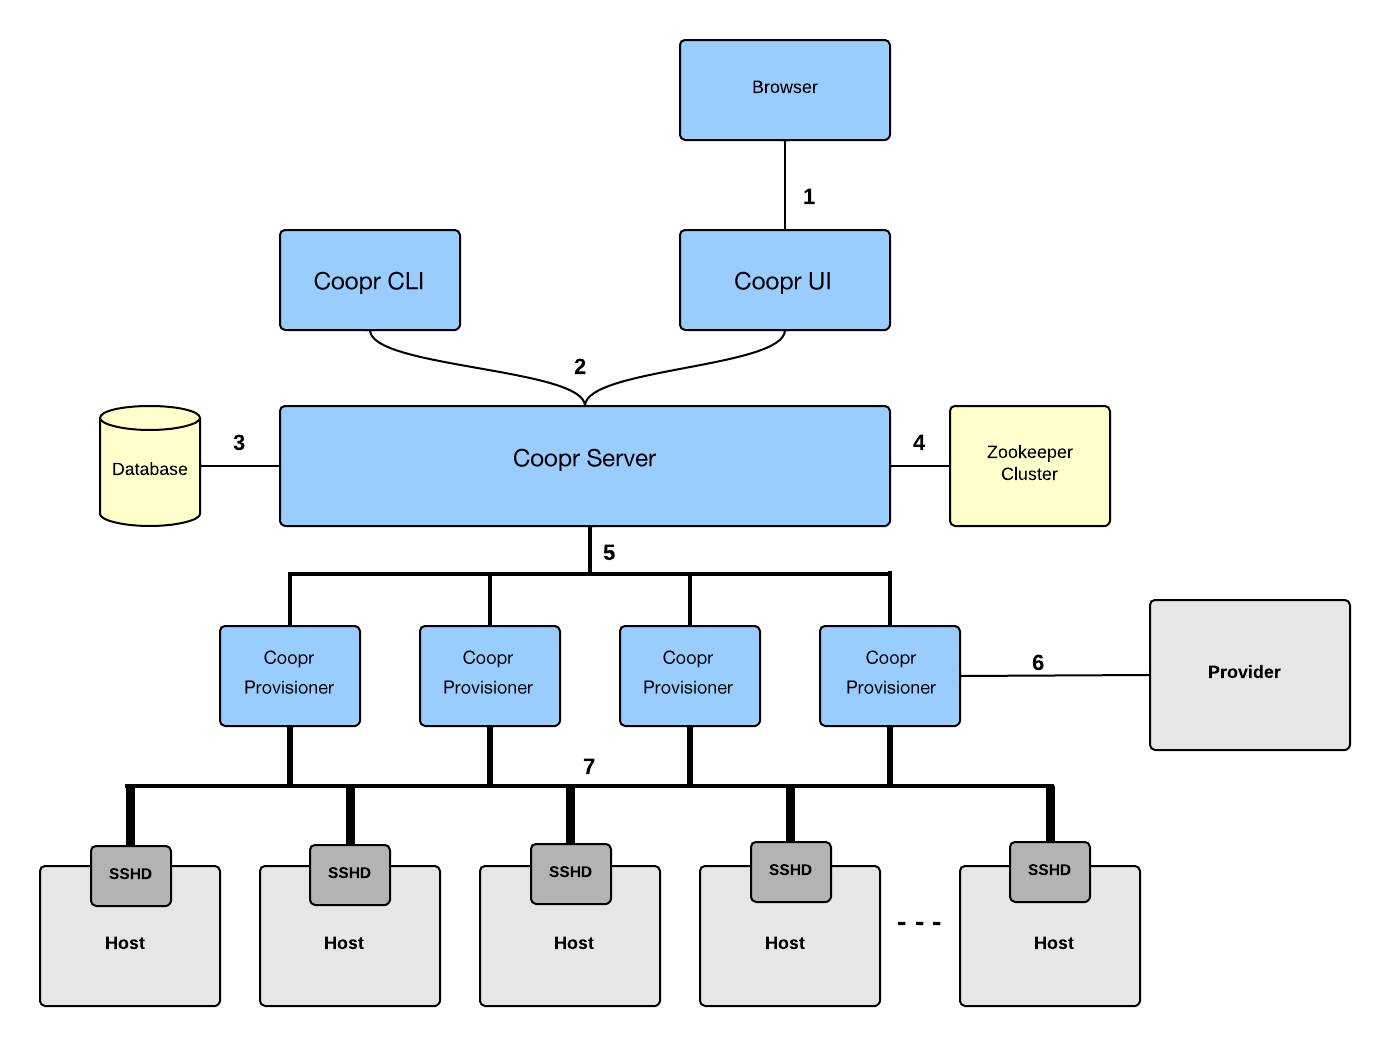 Browser
1
Coopr CLI
Coopr UI
2
Database
3
Coopr Server
4
Zookeeper
Cluster
5
Coopr
Provisioner
Coopr
Provisioner
Coopr
Provisioner
Coopr
Provisioner
6
Provider
7
SSHD
SSHD
SSHD
SSHD
SSHD
Host
Host
Host
Host
- - -
Host